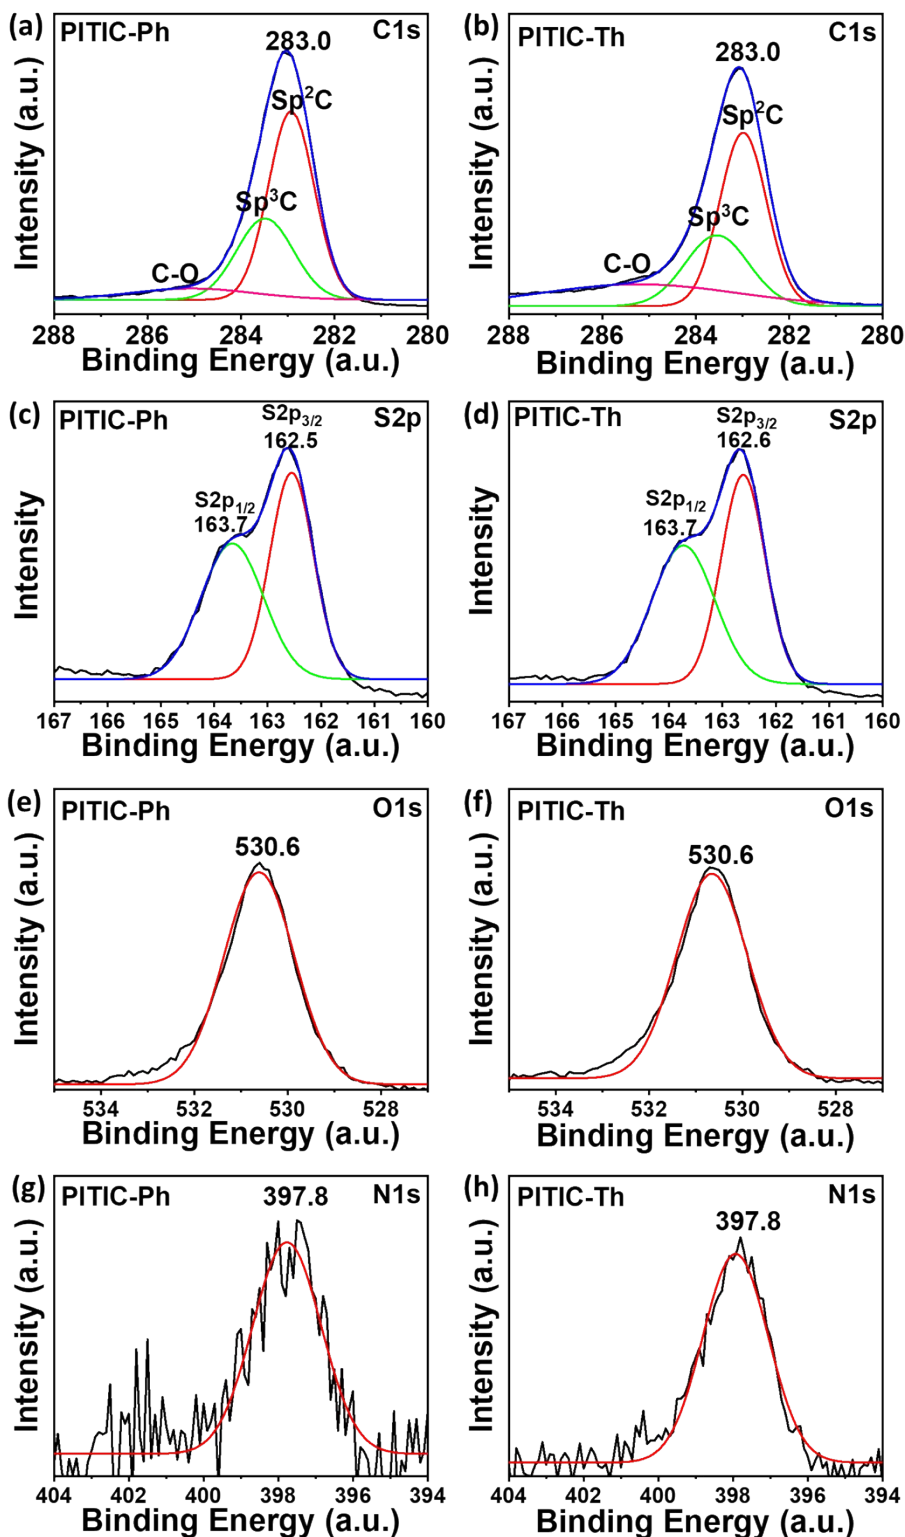 (a)
PITIC-Ph
C1s
283.0
Sp²C
Sp³C
C-O
Intensity (a.u.)
288 286 284 282 280
Binding Energy (a.u.)
(b)
PITIC-Th
C1s
283.0
Sp²C
Sp³C
C-O
Intensity (a.u.)
288 286 284 282 280
Binding Energy (a.u.)
(c)
PITIC-Ph
S2p
S2p3/2
162.5
S2p1/2
163.7
Intensity
167 166 165 164 163 162 161 160
Binding Energy (a.u.)
(d)
PITIC-Th
S2p
S2p3/2
162.6
S2p1/2
163.7
Intensity
167 166 165 164 163 162 161 160
Binding Energy (a.u.)
(e)
PITIC-Ph
O1s
530.6
Intensity (a.u.)
534 532 530 528
Binding Energy (a.u.)
(f)
PITIC-Th
O1s
530.6
Intensity (a.u.)
534 532 530 528
Binding Energy (a.u.)
(g)
PITIC-Ph
N1s
397.8
Intensity (a.u.)
404 402 400 398 396 394
Binding Energy (a.u.)
(h)
PITIC-Th
N1s
397.8
Intensity (a.u.)
404 402 400 398 396 394
Binding Energy (a.u.)